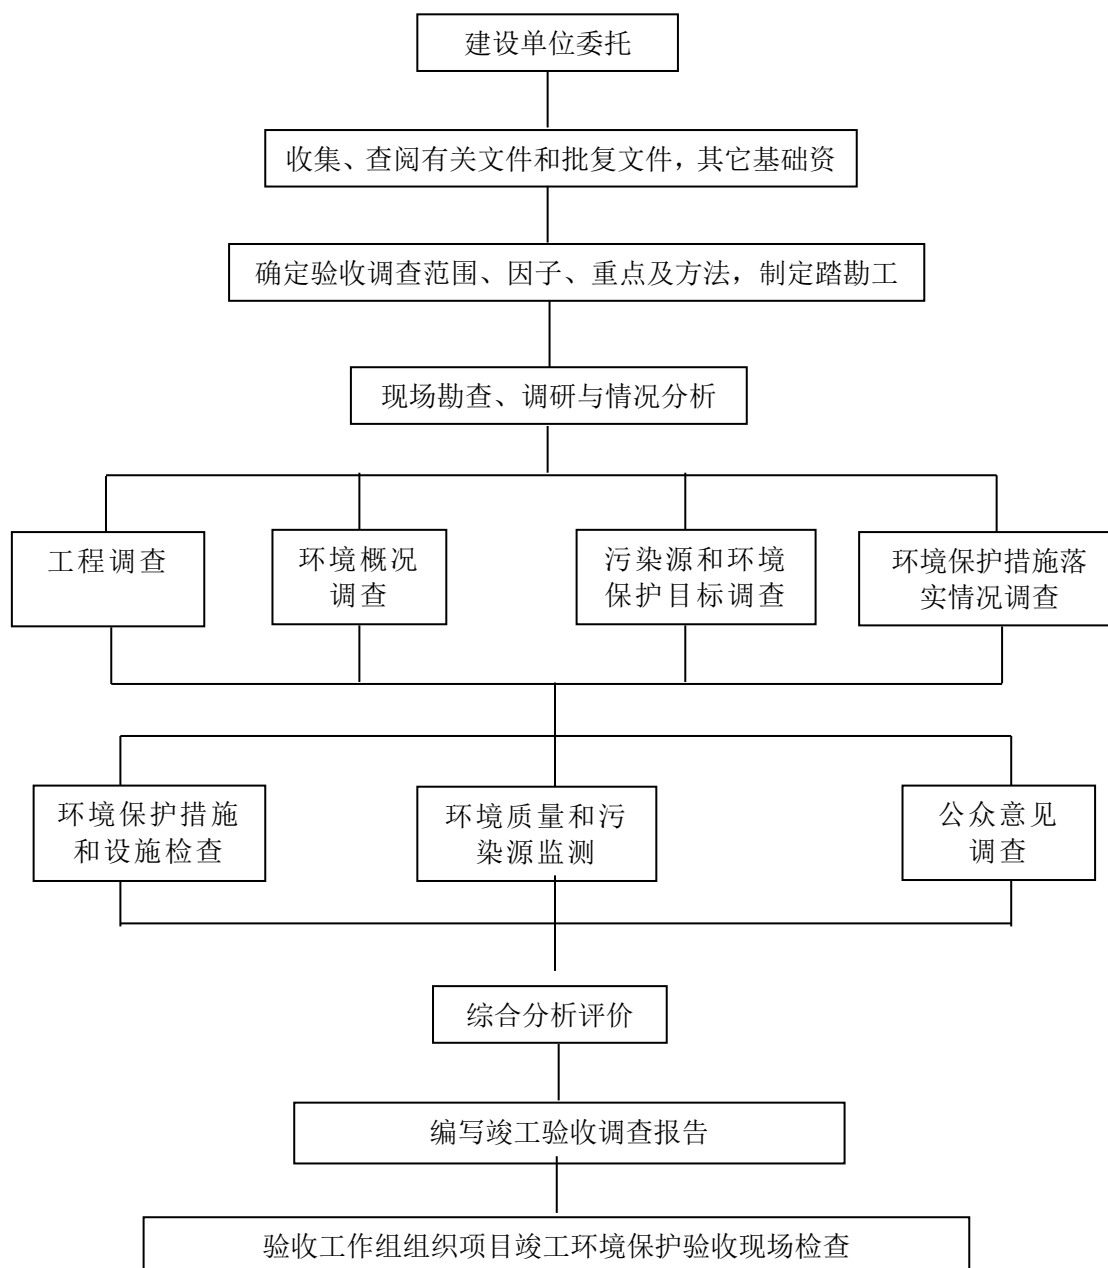 建设单位委托
收集、查阅有关文件和批复文件，其它基础资
确定验收调查范围、因子、重点及方法，制定踏勘工
现场勘查、调研与情况分析
工程调查
环境概况
调查
污染源和环境
保护目标调查
环境保护措施落
实情况调查
环境保护措施
和设施检查
环境质量和污
染源监测
公众意见
调查
综合分析评价
编写竣工验收调查报告
验收工作组组织项目竣工环境保护验收现场检查